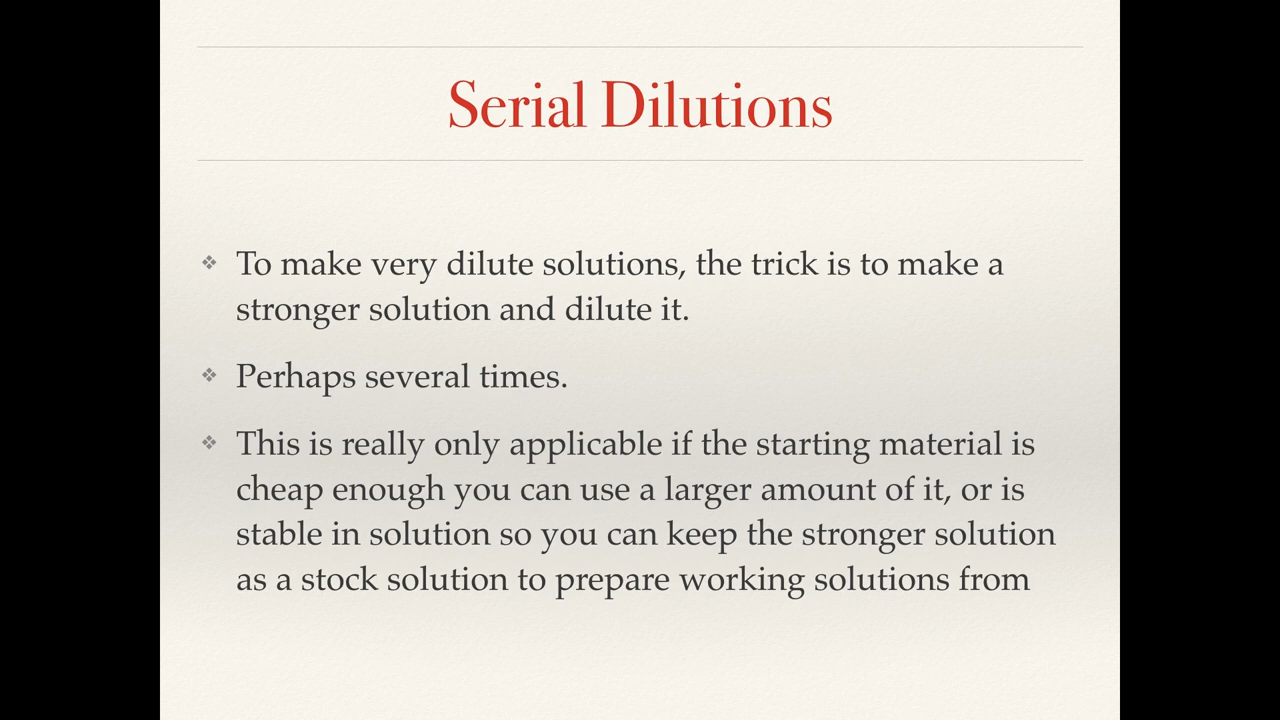 Serial Dilutions
❖ To make very dilute solutions, the trick is to make a
stronger solution and dilute it.
❖ Perhaps several times.
❖ This is really only applicable if the starting material is
cheap enough you can use a larger amount of it, or is
stable in solution so you can keep the stronger solution
as a stock solution to prepare working solutions from